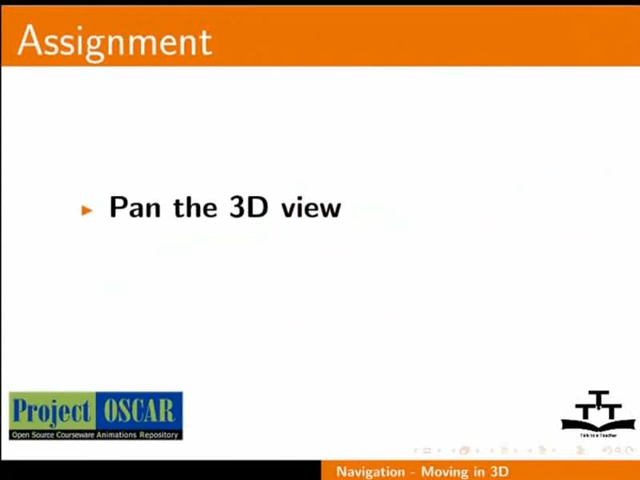 Assignment
Pan the 3D view
Project OSCAR
Open Source Courseware Animations Repository
TTT
Talk to a Teacher
Navigation - Moving in 3D